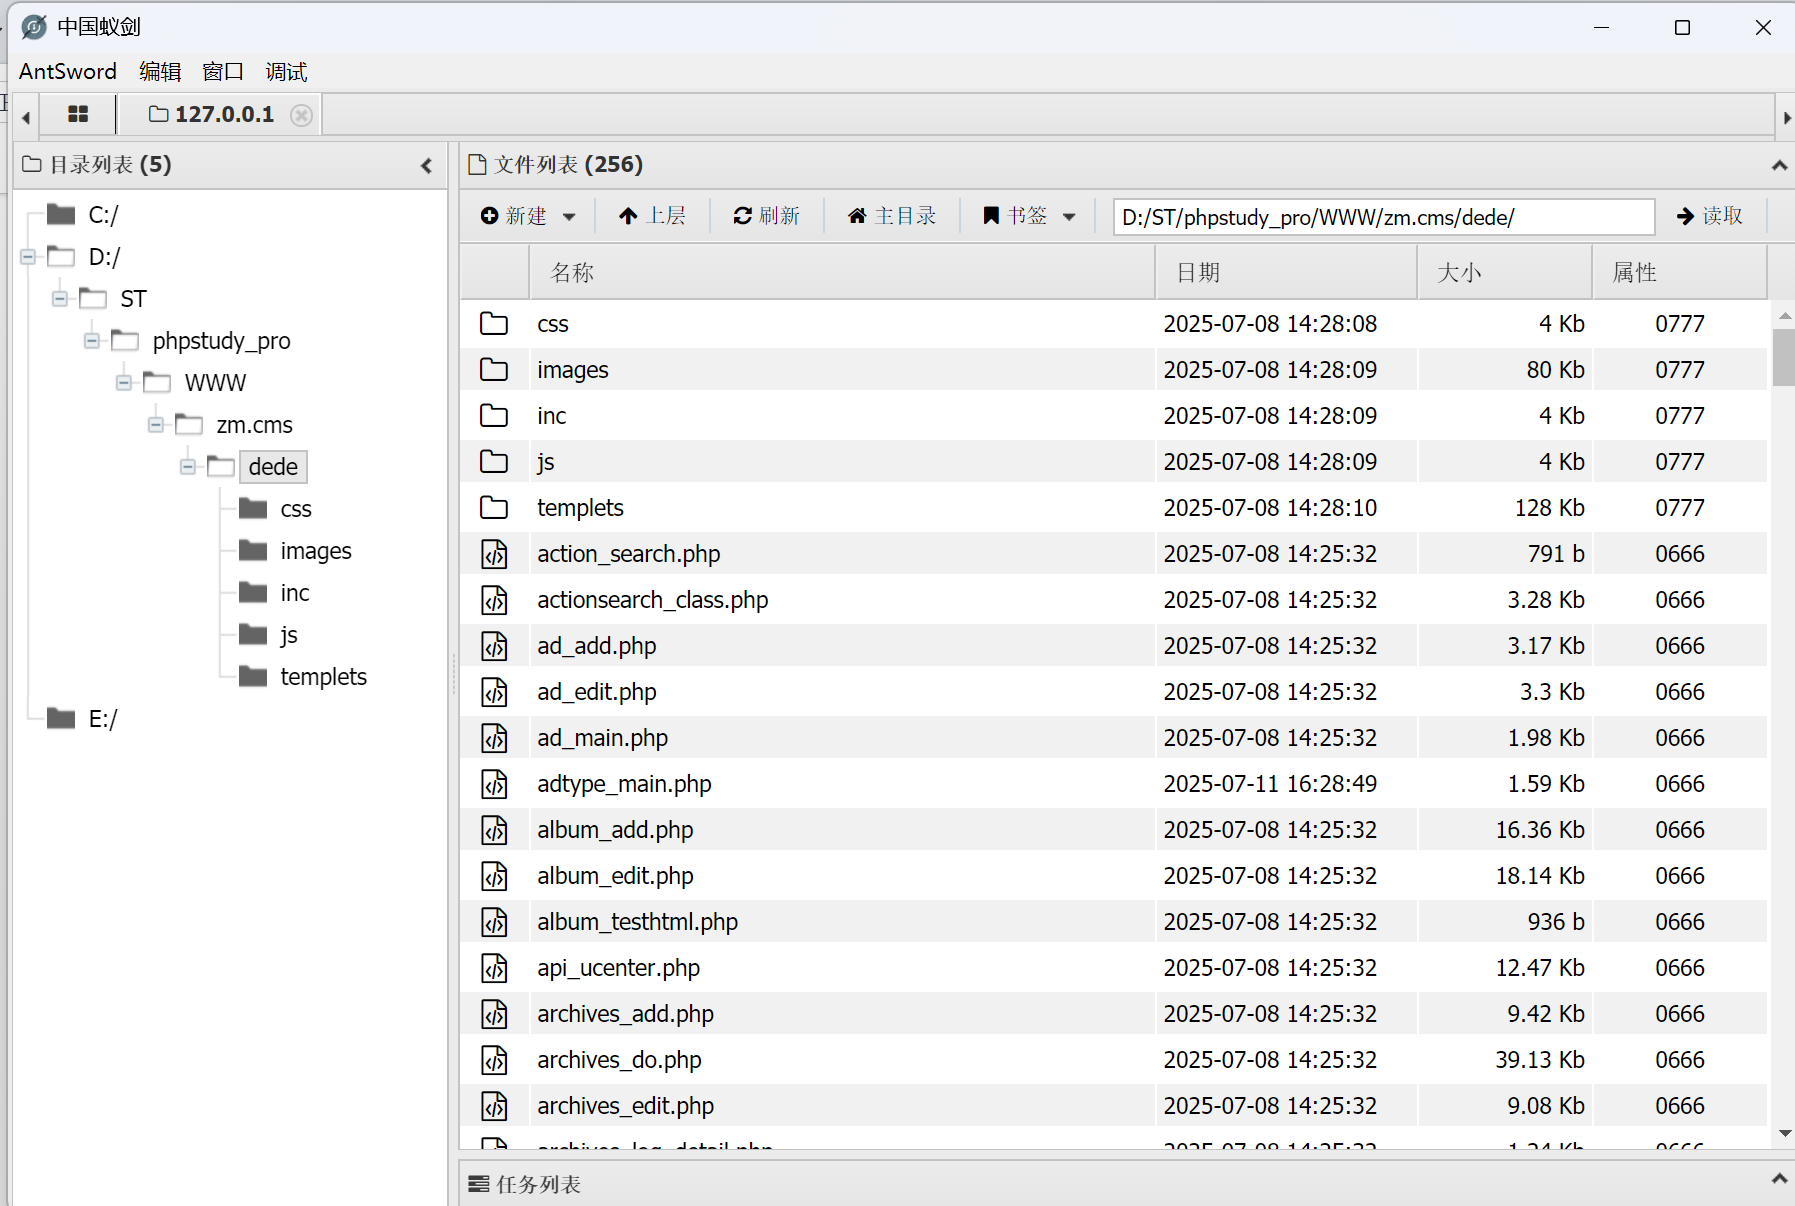 中国蚁剑
AntSword 编辑 窗口 调试
127.0.0.1
目录列表 (5)
C:/
D:/
ST
phpstudy_pro
WWW
zm.cms
dede
css
images
inc
js
templets
E:/
文件列表 (256)
新建 上层 刷新 主目录 书签 D:/ST/phpstudy_pro/WWW/zm.cms/dede/ 读取
名称 日期 大小 属性
css 2025-07-08 14:28:08 4 Kb 0777
images 2025-07-08 14:28:09 80 Kb 0777
inc 2025-07-08 14:28:09 4 Kb 0777
js 2025-07-08 14:28:09 4 Kb 0777
templets 2025-07-08 14:28:10 128 Kb 0777
action_search.php 2025-07-08 14:25:32 791 b 0666
actionsearch_class.php 2025-07-08 14:25:32 3.28 Kb 0666
ad_add.php 2025-07-08 14:25:32 3.17 Kb 0666
ad_edit.php 2025-07-08 14:25:32 3.3 Kb 0666
ad_main.php 2025-07-08 14:25:32 1.98 Kb 0666
adtype_main.php 2025-07-11 16:28:49 1.59 Kb 0666
album_add.php 2025-07-08 14:25:32 16.36 Kb 0666
album_edit.php 2025-07-08 14:25:32 18.14 Kb 0666
album_testhtml.php 2025-07-08 14:25:32 936 b 0666
api_ucenter.php 2025-07-08 14:25:32 12.47 Kb 0666
archives_add.php 2025-07-08 14:25:32 9.42 Kb 0666
archives_do.php 2025-07-08 14:25:32 39.13 Kb 0666
archives_edit.php 2025-07-08 14:25:32 9.08 Kb 0666
任务列表